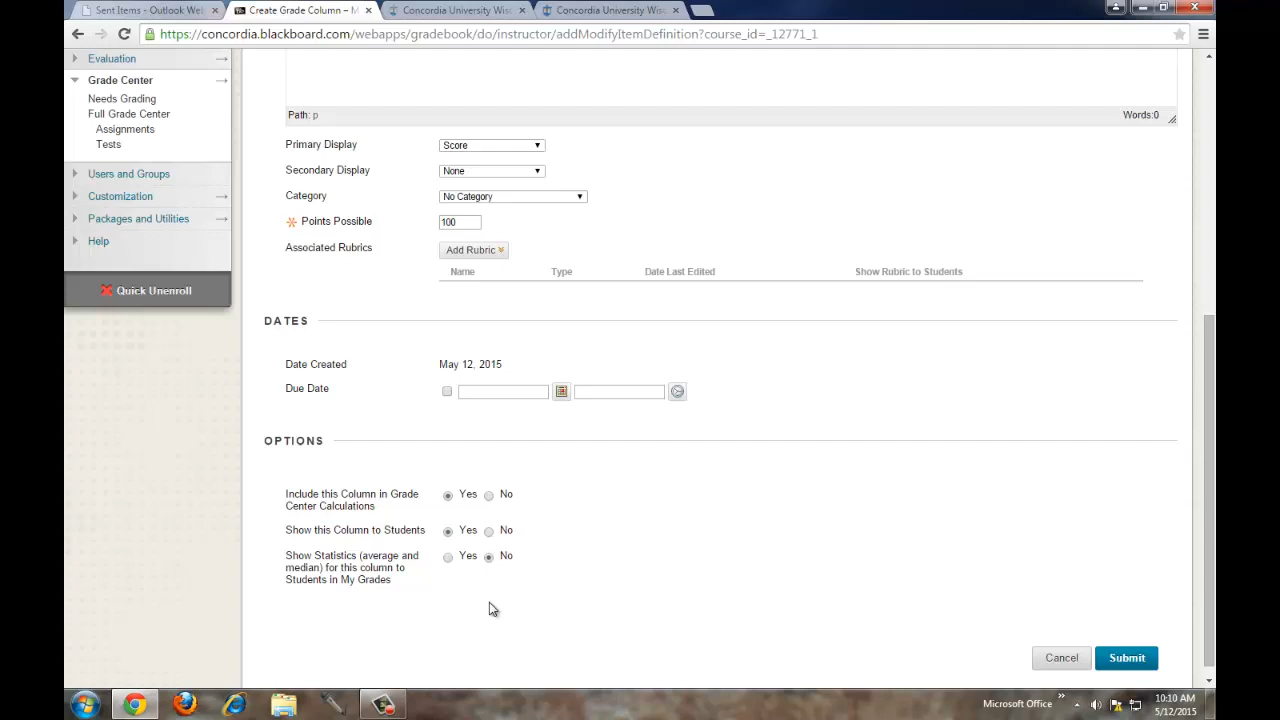 Sent Items - Outlook Web
Create Grade Column – M
Concordia University Wisc
Concordia University Wisc
https://concordia.blackboard.com/webapps/gradebook/do/instructor/addModifyItemDefinition?course_id=_12771_1
Evaluation
Grade Center
Needs Grading
Full Grade Center
Assignments
Tests
Users and Groups
Customization
Packages and Utilities
Help
Quick Unenroll
Path: p
Words:0
Primary Display
Score
Secondary Display
None
Category
No Category
Points Possible
100
Associated Rubrics
Add Rubric
Name Type Date Last Edited Show Rubric to Students
DATES
Date Created
May 12, 2015
Due Date
OPTIONS
Include this Column in Grade
Center Calculations
Yes No
Show this Column to Students
Yes No
Show Statistics (average and
median) for this column to
Students in My Grades
Yes No
Cancel
Submit
Microsoft Office
10:10 AM
5/12/2015